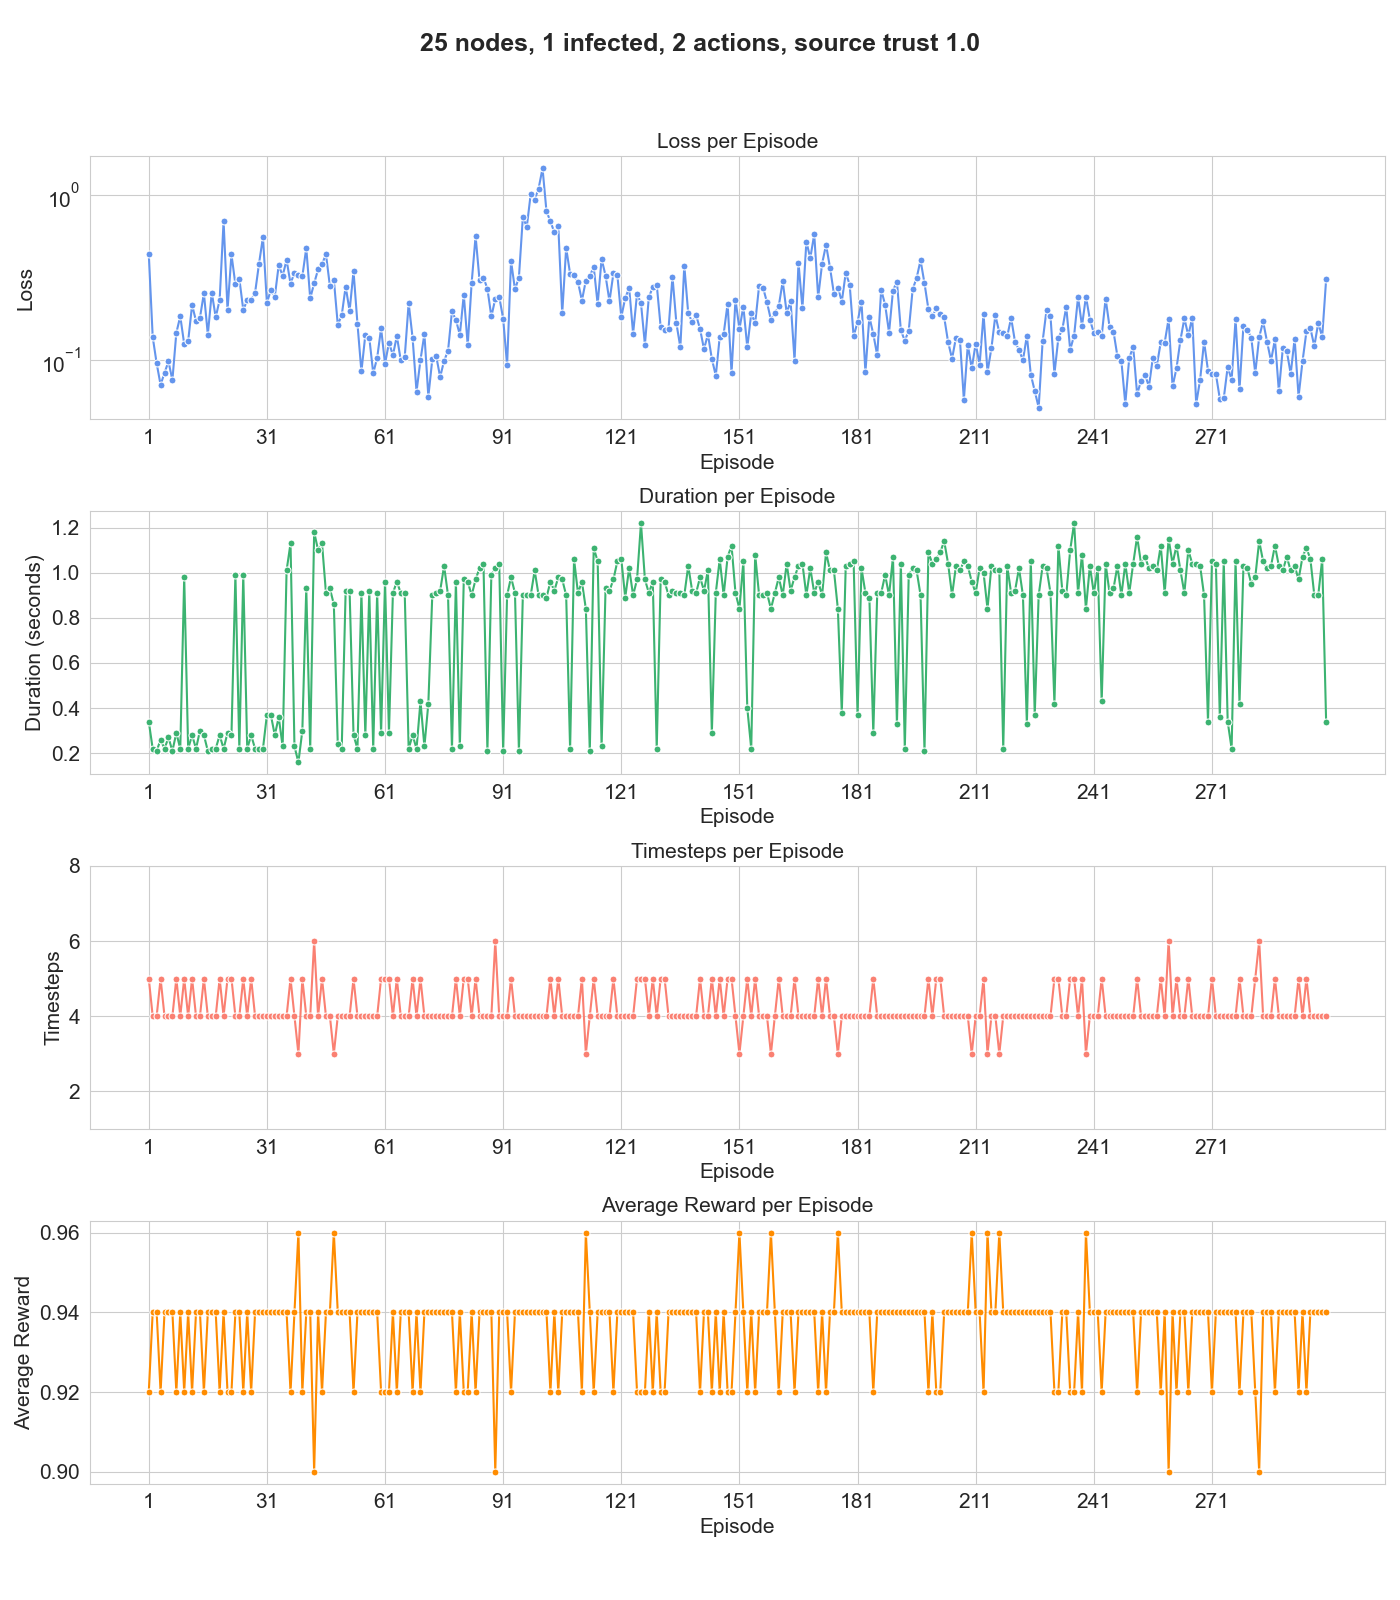 25 nodes, 1 infected, 2 actions, source trust 1.0
Loss per Episode
Loss
10^0
10^−1
1 31 61 91 121 151 181 211 241 271
Episode
Duration per Episode
Duration (seconds)
1.2
1.0
0.8
0.6
0.4
0.2
1 31 61 91 121 151 181 211 241 271
Episode
Timesteps per Episode
Timesteps
8
6
4
2
1 31 61 91 121 151 181 211 241 271
Episode
Average Reward per Episode
Average Reward
0.96
0.94
0.92
0.90
1 31 61 91 121 151 181 211 241 271
Episode